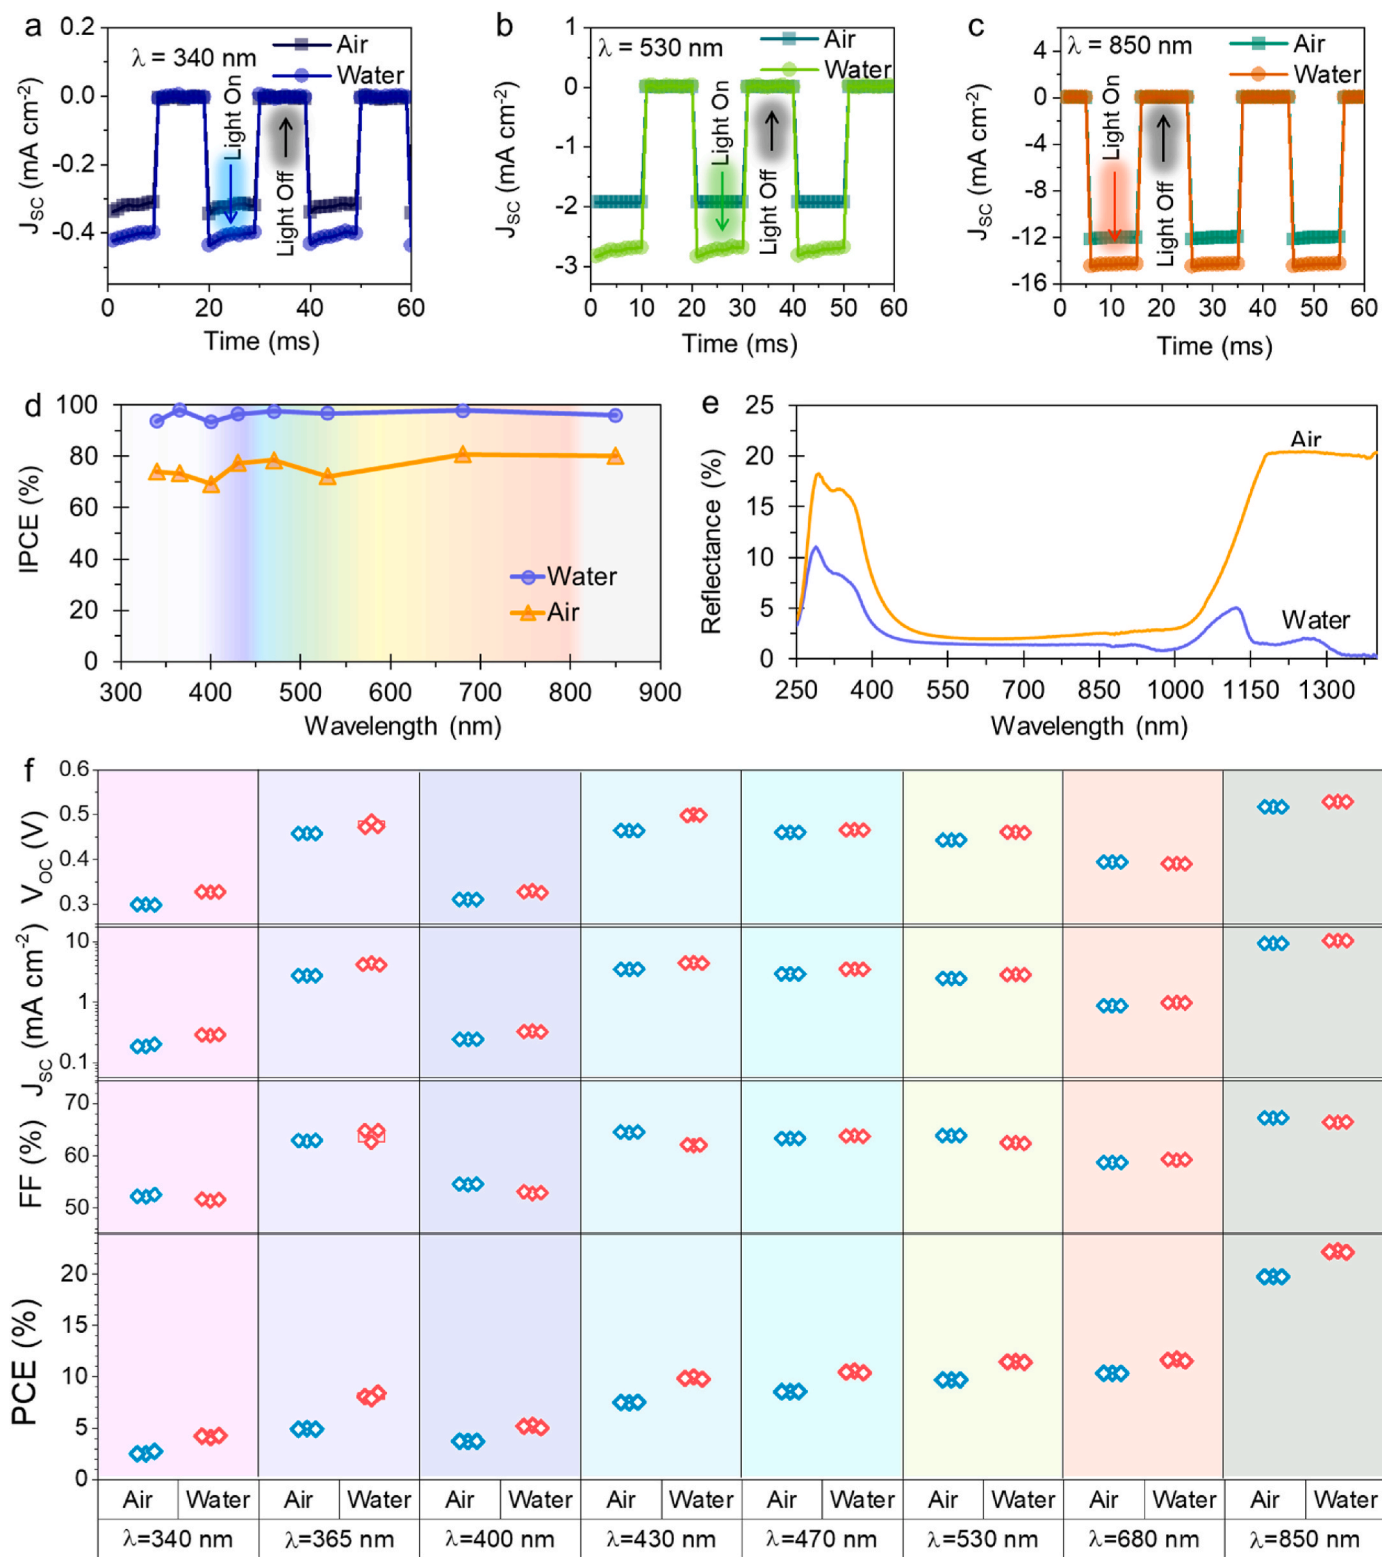 a
0.2
0.0
-0.2
-0.4
J_SC (mA cm^-2)
λ = 340 nm
Air
Water
Light On
Light Off
0 20 40 60
Time (ms)
b
1
0
-1
-2
-3
J_SC (mA cm^-2)
λ = 530 nm
Air
Water
Light On
Light Off
0 10 20 30 40 50 60
Time (ms)
c
4
0
-4
-8
-12
-16
J_SC (mA cm^-2)
λ = 850 nm
Air
Water
Light On
Light Off
0 10 20 30 40 50 60
Time (ms)
d
100
80
60
40
20
0
IPCE (%)
Water
Air
300 400 500 600 700 800 900
Wavelength (nm)
e
25
20
15
10
5
0
Reflectance (%)
Air
Water
250 400 550 700 850 1000 1150 1300
Wavelength (nm)
f
0.6
0.5
0.4
0.3
V_OC (V)
10
1
0.1
J_SC (mA cm^-2)
70
60
50
FF (%)
20
15
10
5
0
PCE (%)
Air Water Air Water Air Water Air Water Air Water Air Water Air Water Air Water
λ=340 nm λ=365 nm λ=400 nm λ=430 nm λ=470 nm λ=530 nm λ=680 nm λ=850 nm